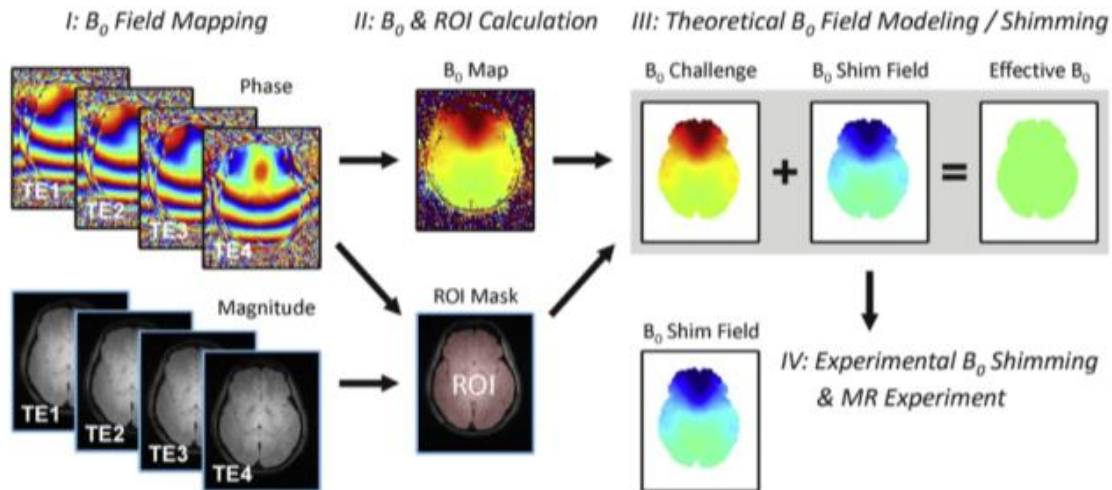 I: B₀ Field Mapping
II: B₀ & ROI Calculation
III: Theoretical B₀ Field Modeling / Shimming
Phase
TE1
TE2
TE3
TE4
Magnitude
TE1
TE2
TE3
TE4
B₀ Map
ROI Mask
ROI
B₀ Challenge
B₀ Shim Field
Effective B₀
+
=
B₀ Shim Field
IV: Experimental B₀ Shimming
& MR Experiment